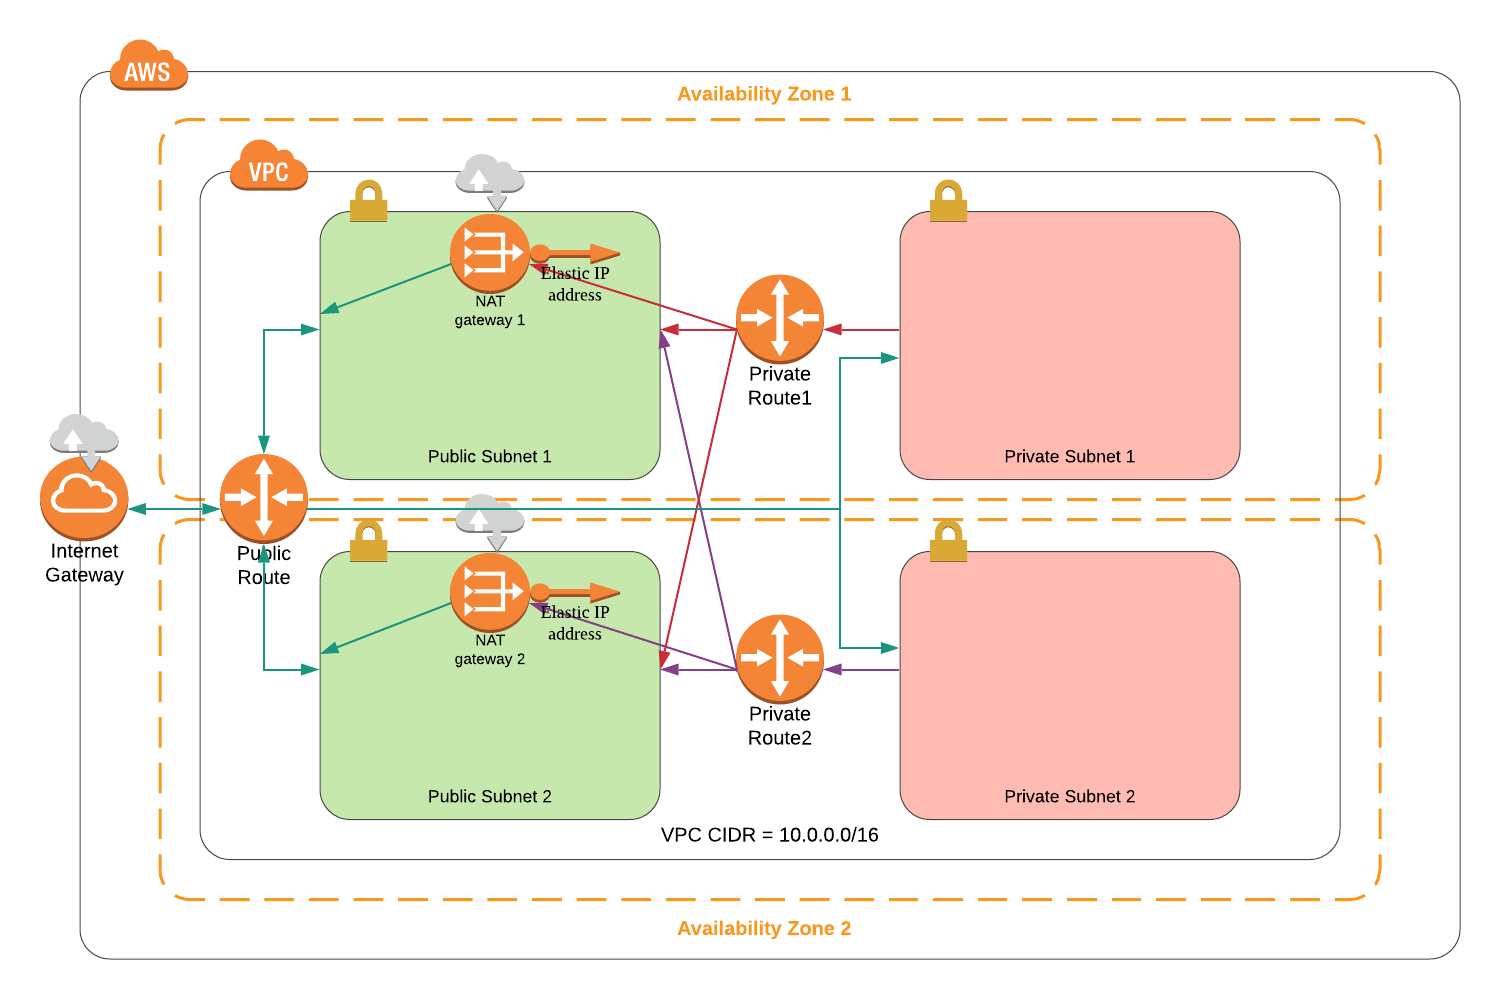 AWS
Availability Zone 1
VPC
Elastic IP
address
NAT
gateway 1
Private
Route1
Public Subnet 1
Private Subnet 1
Internet
Gateway
Public
Route
Elastic IP
address
NAT
gateway 2
Private
Route2
Public Subnet 2
Private Subnet 2
VPC CIDR = 10.0.0.0/16
Availability Zone 2